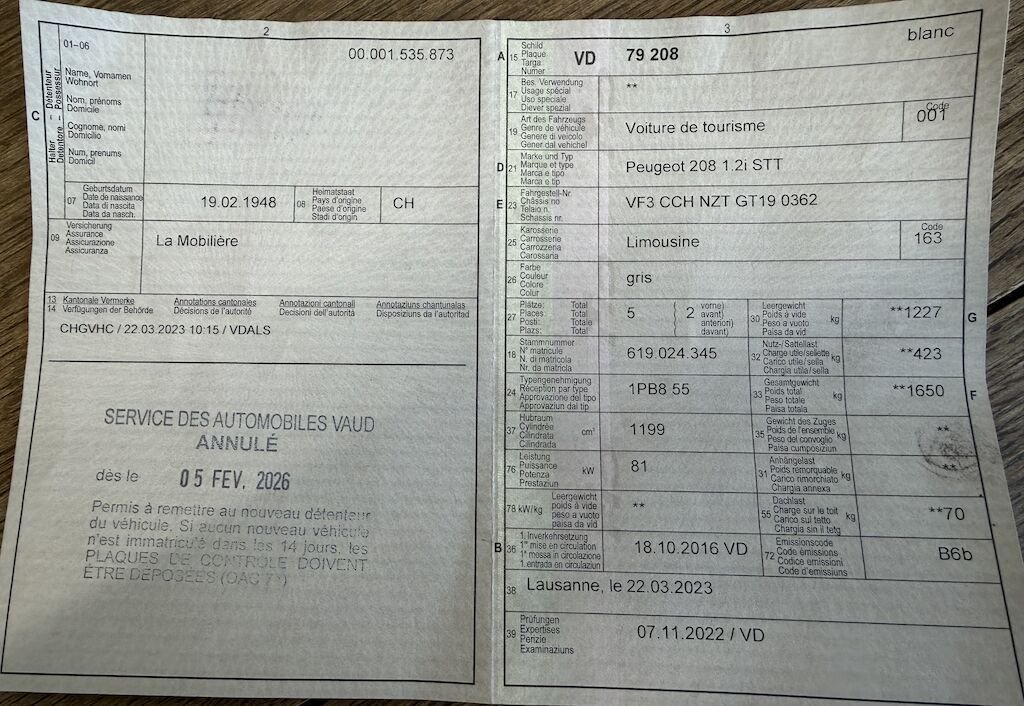 2
01-06
00.001.535.873
C
Halter – Détenteur
Detentore – Possessur
Name, Vornamen
Wohnort
Nom, prénoms
Domicile
Cognome, nomi
Domicilio
Num, prenums
Domicil
07
Geburtsdatum
Date de naissance
Data di nascita
Data da nasch.
19.02.1948
08
Heimatstaat
Pays d'origine
Paese d'origine
Stadi d'origin
CH
09
Versicherung
Assurance
Assicurazione
Assicuranza
La Mobilière
13 Kantonale Vermerke Annotations cantonales Annotazioni cantonali Annotaziuns chantunalas
14 Verfügungen der Behörde Décisions de l'autorité Decisioni dell'autorità Disposiziuns da l'autoritad
CHGVHC / 22.03.2023 10:15 / VDALS
SERVICE DES AUTOMOBILES VAUD
ANNULÉ
dès le 05 FEV. 2026
Permis à remettre au nouveau détenteur
du véhicule. Si aucun nouveau véhicule
n'est immatriculé dans les 14 jours, les
PLAQUES DE CONTRÔLE DOIVENT
ÊTRE DÉPOSÉES (OAC
3
blanc
A 15
Schild
Plaque
Targa
Numer
VD 79 208
17
Bes. Verwendung
Usage spécial
Uso speciale
Diever spezial
**
19
Art des Fahrzeugs
Genre de véhicule
Genere di veicolo
Gener dal vehichel
Voiture de tourisme
Code
001
D 21
Marke und Typ
Marque et type
Marca e tipo
Marca e tip
Peugeot 208 1.2i STT
E 23
Fahrgestell-Nr.
Châssis no
Telaio n.
Schassis nr.
VF3 CCH NZT GT19 0362
25
Karosserie
Carrosserie
Carrozzeria
Carossaria
Limousine
Code
163
26
Farbe
Couleur
Colore
Colur
gris
27
Plätze: Total
Places: Total
Posti: Totale
Plazs: Total
5
( 2
vorne)
avant)
anteriori)
davant)
30
Leergewicht
Poids à vide
Peso a vuoto
Paisa da vid
kg
**1227
G
18
Stammnummer
N° matricule
N. di matricola
Nr. da matricla
619.024.345
32
Nutz-/Sattellast
Charge utile/sellette
Carico utile/sella
Chargia utila/sella
kg
**423
24
Typengenehmigung
Réception par type
Approvazione del tipo
Approvaziun dal tip
1PB8 55
33
Gesamtgewicht
Poids total
Peso totale
Paisa totala
kg
**1650
F
37
Hubraum
Cylindrée
Cilindrata
Cilindrada
cm³
1199
35
Gewicht des Zuges
Poids de l'ensemble
Peso del convoglio
Paisa cumposiziun
kg
**
76
Leistung
Puissance
Potenza
Prestaziun
kW
81
31
Anhängelast
Poids remorquable
Carico rimorchiato
Chargia annexa
kg
**
78 kW/kg
Leergewicht
poids à vide
peso a vuoto
paisa da vid
**
55
Dachlast
Charge sur le toit
Carico sul tetto
Chargia sin il tetg
kg
**70
B 36
1. Inverkehrsetzung
1re mise en circulation
1a messa in circolazione
1. entrada en circulaziun
18.10.2016 VD
72
Emissionscode
Code émissions
Codice emissioni
Code d'emissiuns
B6b
38
Lausanne, le 22.03.2023
39
Prüfungen
Expertises
Perizie
Examinaziuns
07.11.2022 / VD